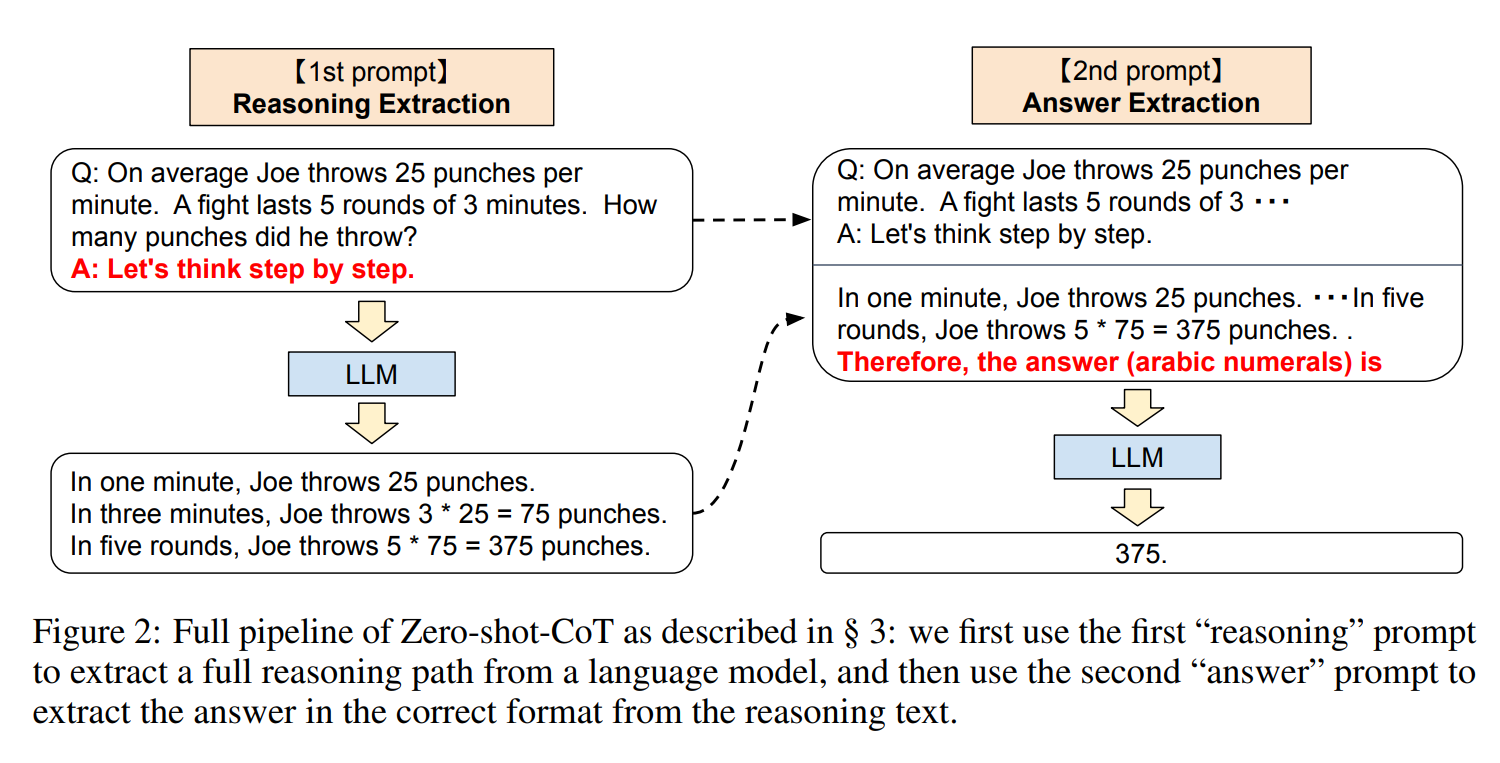 【1st prompt】
Reasoning Extraction
Q: On average Joe throws 25 punches per
minute.  A fight lasts 5 rounds of 3 minutes.  How
many punches did he throw?
A: Let's think step by step.
LLM
In one minute, Joe throws 25 punches.
In three minutes, Joe throws 3 * 25 = 75 punches.
In five rounds, Joe throws 5 * 75 = 375 punches.
【2nd prompt】
Answer Extraction
Q: On average Joe throws 25 punches per
minute.  A fight lasts 5 rounds of 3 ･･･
A: Let's think step by step.
In one minute, Joe throws 25 punches. ･･･In five
rounds, Joe throws 5 * 75 = 375 punches. .
Therefore, the answer (arabic numerals) is
LLM
375.
Figure 2: Full pipeline of Zero-shot-CoT as described in § 3: we first use the first “reasoning” prompt
to extract a full reasoning path from a language model, and then use the second “answer” prompt to
extract the answer in the correct format from the reasoning text.